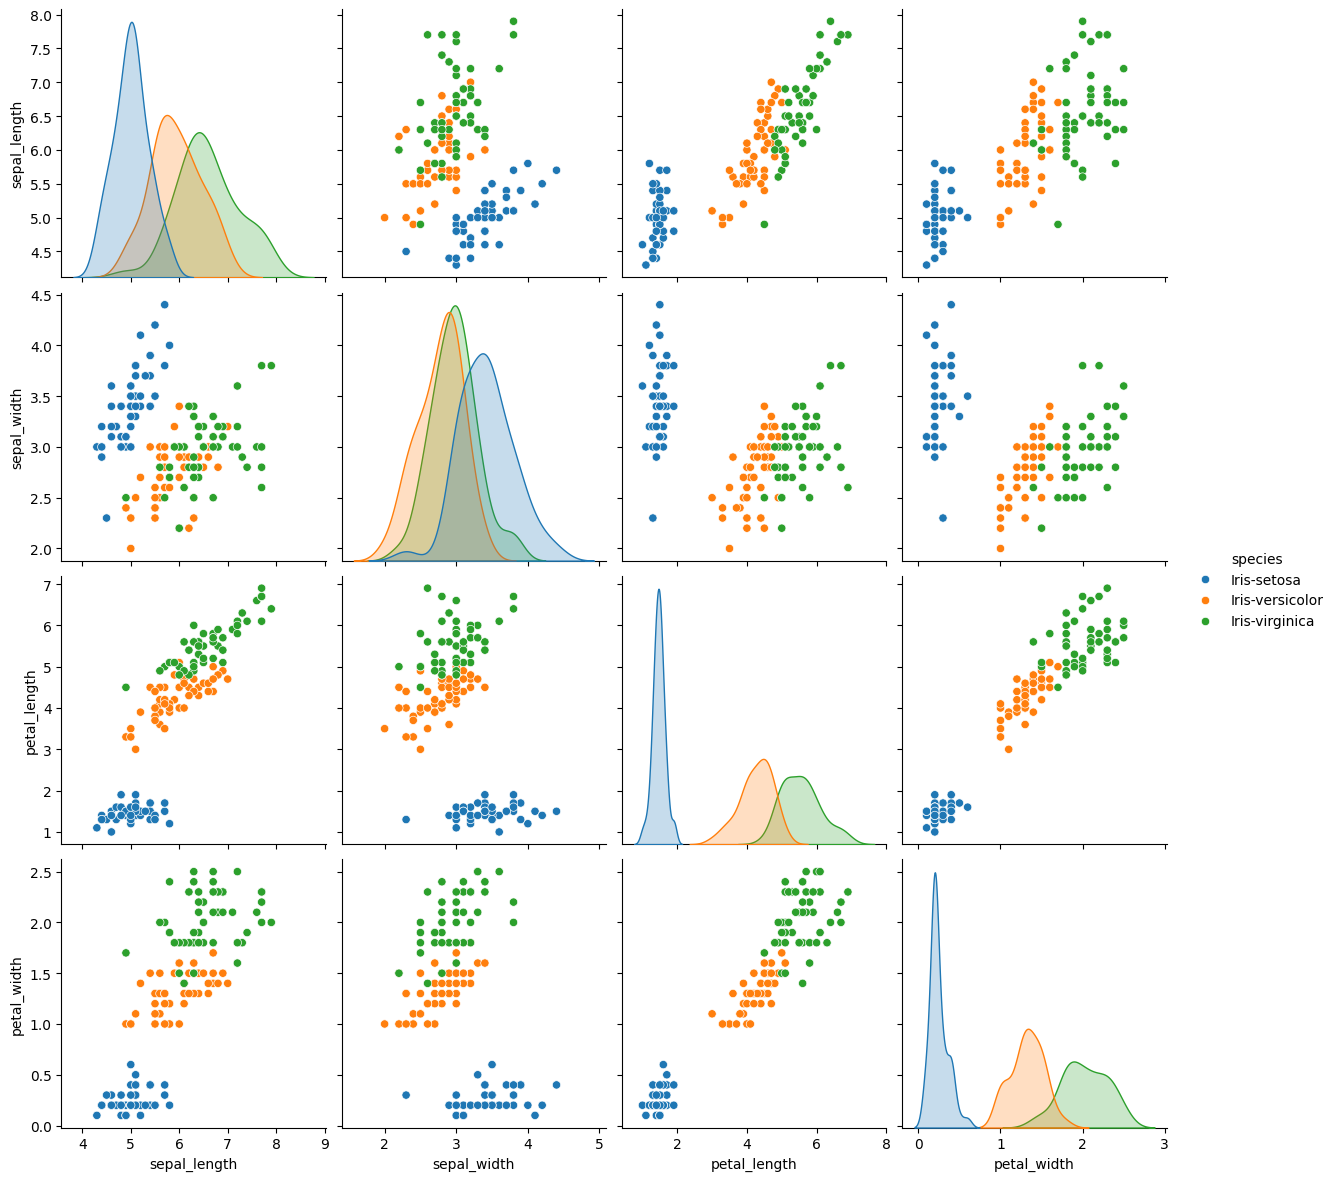 8.0
7.5
7.0
6.5
6.0
5.5
5.0
4.5
sepal_length
4.5
4.0
3.5
3.0
2.5
2.0
sepal_width
species
Iris-setosa
Iris-versicolor
Iris-virginica
7
6
5
4
3
2
1
petal_length
2.5
2.0
1.5
1.0
0.5
0.0
petal_width
4 5 6 7 8 9
sepal_length
2 3 4 5
sepal_width
2 4 6 8
petal_length
0 1 2 3
petal_width